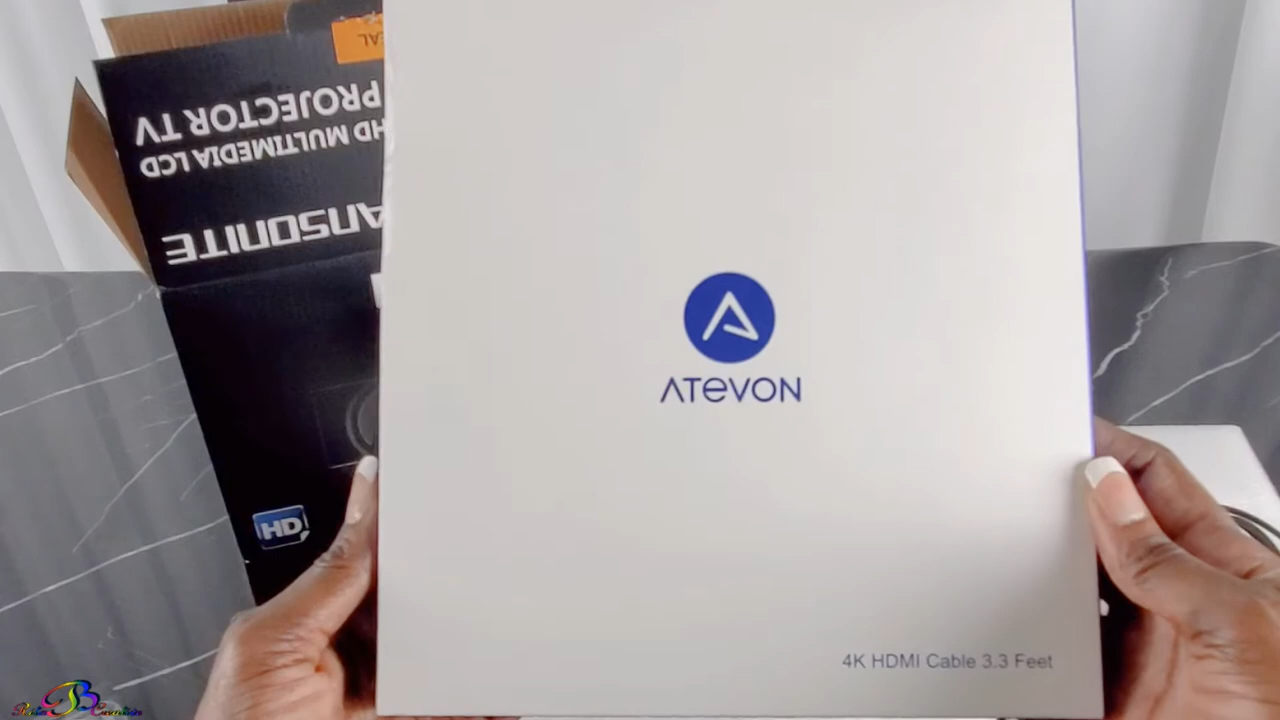 ATEVON
4K HDMI Cable 3.3 Feet
PROJECTOR TV
HD MULTIMEDIA LCD
ANSONITE
HD